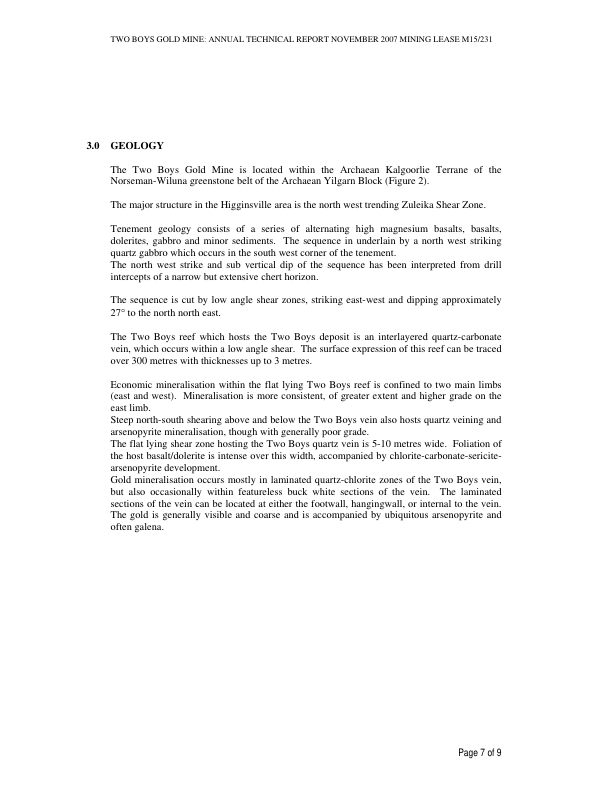 TWO BOYS GOLD MINE: ANNUAL TECHNICAL REPORT NOVEMBER 2007 MINING LEASE M15/231
3.0 GEOLOGY
The Two Boys Gold Mine is located within the Archaean Kalgoorlie Terrane of the
Norseman-Wiluna greenstone belt of the Archaean Yilgarn Block (Figure 2).
The major structure in the Higginsville area is the north west trending Zuleika Shear Zone.
Tenement geology consists of a series of alternating high magnesium basalts, basalts,
dolerites, gabbro and minor sediments. The sequence in underlain by a north west striking
quartz gabbro which occurs in the south west corner of the tenement.
The north west strike and sub vertical dip of the sequence has been interpreted from drill
intercepts of a narrow but extensive chert horizon.
The sequence is cut by low angle shear zones, striking east-west and dipping approximately
27° to the north north east.
The Two Boys reef which hosts the Two Boys deposit is an interlayered quartz-carbonate
vein, which occurs within a low angle shear. The surface expression of this reef can be traced
over 300 metres with thicknesses up to 3 metres.
Economic mineralisation within the flat lying Two Boys reef is confined to two main limbs
(east and west). Mineralisation is more consistent, of greater extent and higher grade on the
east limb.
Steep north-south shearing above and below the Two Boys vein also hosts quartz veining and
arsenopyrite mineralisation, though with generally poor grade.
The flat lying shear zone hosting the Two Boys quartz vein is 5-10 metres wide. Foliation of
the host basalt/dolerite is intense over this width, accompanied by chlorite-carbonate-sericite-
arsenopyrite development.
Gold mineralisation occurs mostly in laminated quartz-chlorite zones of the Two Boys vein,
but also occasionally within featureless buck white sections of the vein. The laminated
sections of the vein can be located at either the footwall, hangingwall, or internal to the vein.
The gold is generally visible and coarse and is accompanied by ubiquitous arsenopyrite and
often galena.
Page 7 of 9